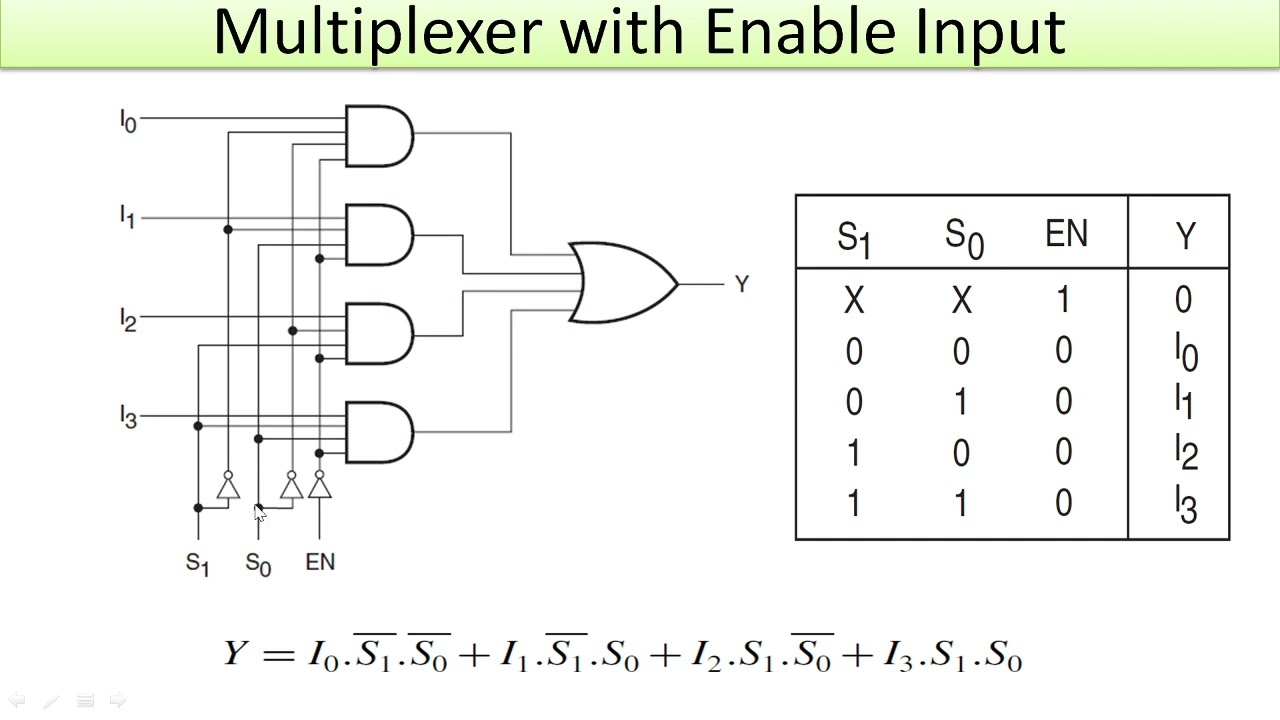 Multiplexer with Enable Input
I0
I1
I2
I3
Y
S1 S0 EN
S1 S0 EN Y
X X 1 0
0 0 0 I0
0 1 0 I1
1 0 0 I2
1 1 0 I3
Y = I₀.S̅₁.S̅₀ + I₁.S̅₁.S₀ + I₂.S₁.S̅₀ + I₃.S₁.S₀